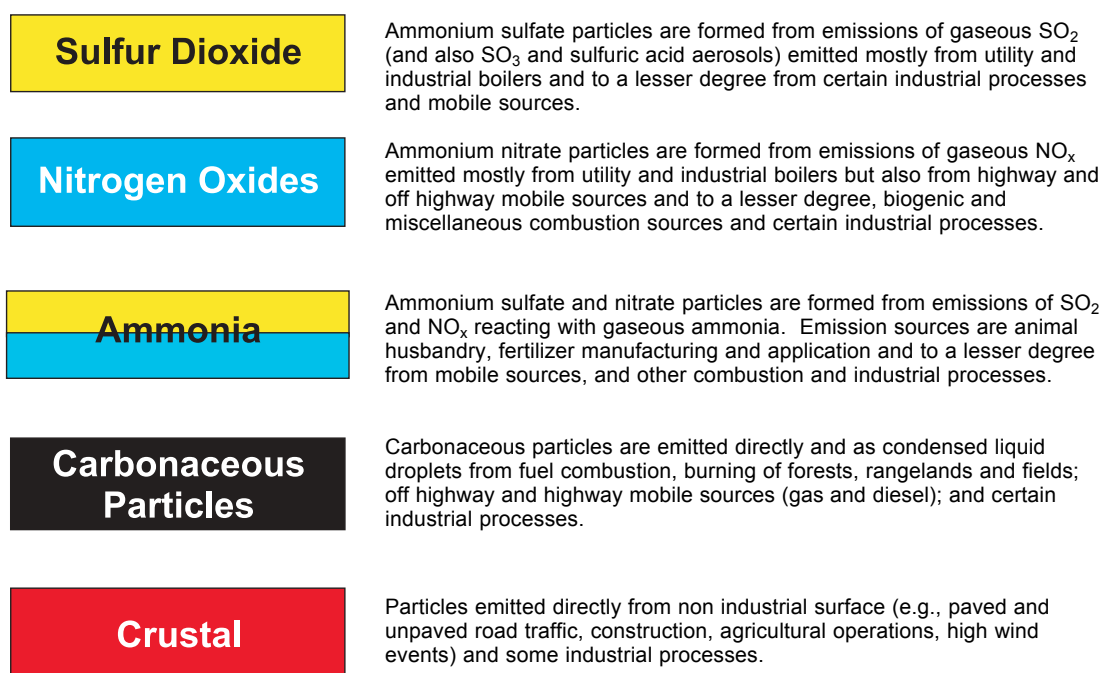 Sulfur Dioxide
Ammonium sulfate particles are formed from emissions of gaseous SO2
(and also SO3 and sulfuric acid aerosols) emitted mostly from utility and
industrial boilers and to a lesser degree from certain industrial processes
and mobile sources.
Nitrogen Oxides
Ammonium nitrate particles are formed from emissions of gaseous NOx
emitted mostly from utility and industrial boilers but also from highway and
off highway mobile sources and to a lesser degree, biogenic and
miscellaneous combustion sources and certain industrial processes.
Ammonia
Ammonium sulfate and nitrate particles are formed from emissions of SO2
and NOx reacting with gaseous ammonia.  Emission sources are animal
husbandry, fertilizer manufacturing and application and to a lesser degree
from mobile sources, and other combustion and industrial processes.
Carbonaceous
Particles
Carbonaceous particles are emitted directly and as condensed liquid
droplets from fuel combustion, burning of forests, rangelands and fields;
off highway and highway mobile sources (gas and diesel); and certain
industrial processes.
Crustal
Particles emitted directly from non industrial surface (e.g., paved and
unpaved road traffic, construction, agricultural operations, high wind
events) and some industrial processes.